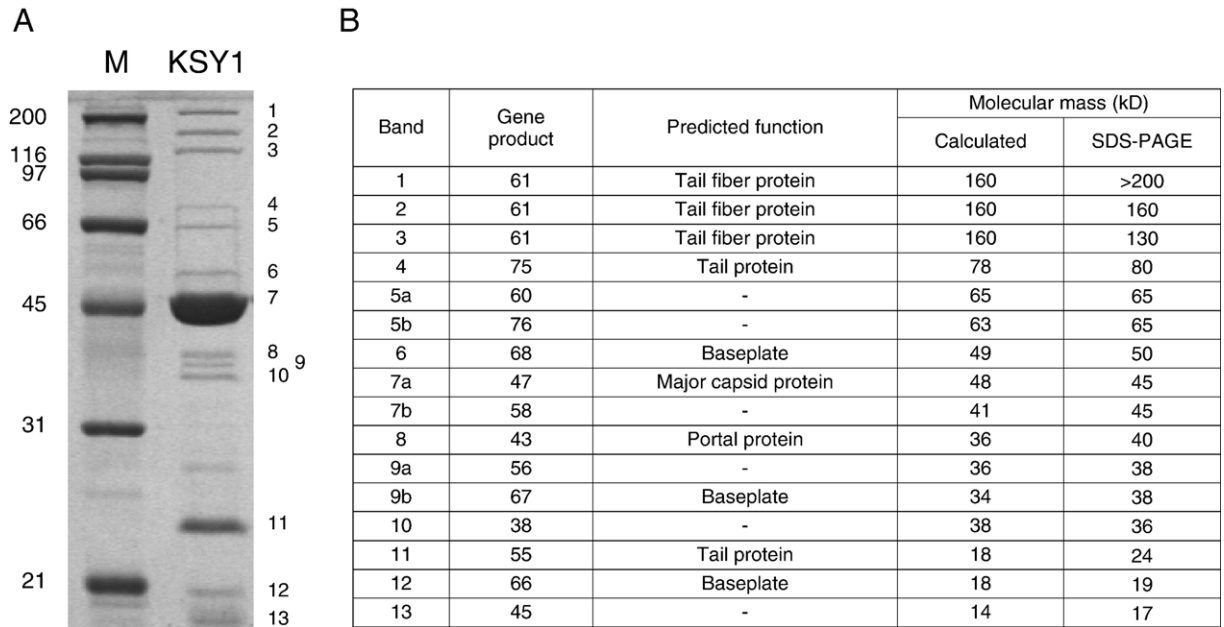 A
B
M KSY1
200
116
97
66
45
31
21
1
2
3
4
5
6
7
8
9
10
11
12
13
Band Gene product Predicted function Molecular mass (kD)
Calculated SDS-PAGE
1 61 Tail fiber protein 160 >200
2 61 Tail fiber protein 160 160
3 61 Tail fiber protein 160 130
4 75 Tail protein 78 80
5a 60 - 65 65
5b 76 - 63 65
6 68 Baseplate 49 50
7a 47 Major capsid protein 48 45
7b 58 - 41 45
8 43 Portal protein 36 40
9a 56 - 36 38
9b 67 Baseplate 34 38
10 38 - 38 36
11 55 Tail protein 18 24
12 66 Baseplate 18 19
13 45 - 14 17